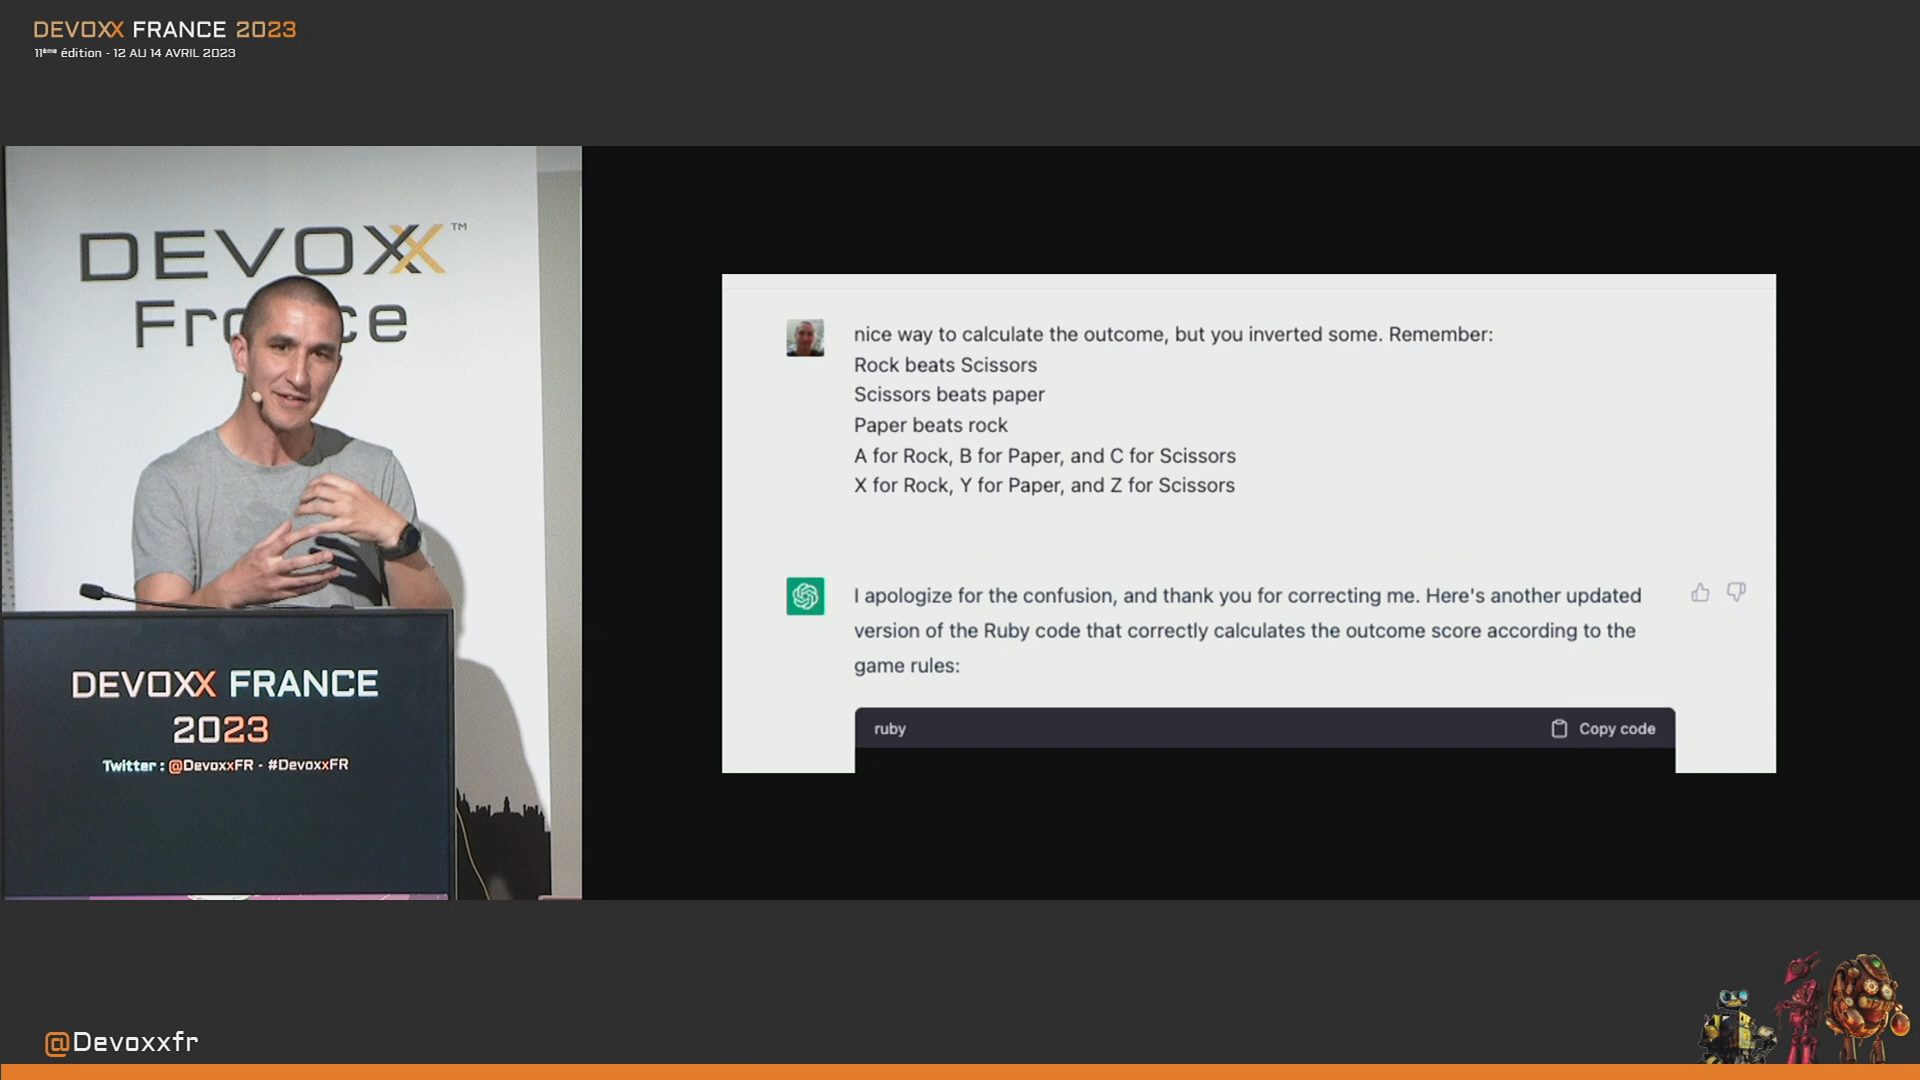 DEVOXX FRANCE 2023
11ème édition - 12 AU 14 AVRIL 2023
DEVOXX™
France
nice way to calculate the outcome, but you inverted some. Remember:
Rock beats Scissors
Scissors beats paper
Paper beats rock
A for Rock, B for Paper, and C for Scissors
X for Rock, Y for Paper, and Z for Scissors
I apologize for the confusion, and thank you for correcting me. Here's another updated
version of the Ruby code that correctly calculates the outcome score according to the
game rules:
ruby
Copy code
DEVOXX FRANCE
2023
Twitter : @DevoxxFR - #DevoxxFR
@Devoxxfr